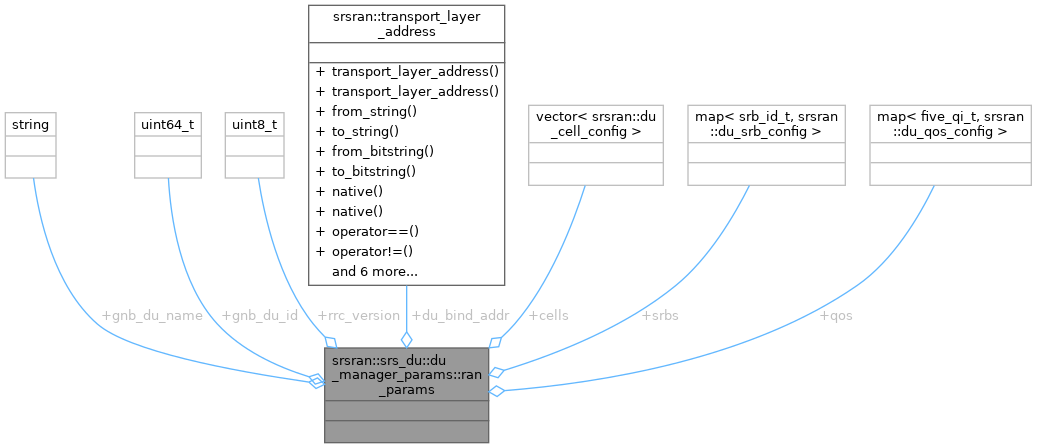 srsran::transport_layer
_address
+ transport_layer_address()
+ transport_layer_address()
+ from_string()
+ to_string()
+ from_bitstring()
+ to_bitstring()
+ native()
+ native()
+ operator==()
+ operator!=()
and 6 more...
string
uint64_t
uint8_t
vector< srsran::du
_cell_config >
map< srb_id_t, srsran
::du_srb_config >
map< five_qi_t, srsran
::du_qos_config >
+gnb_du_name
+gnb_du_id
+rrc_version
+du_bind_addr
+cells
+srbs
+qos
srsran::srs_du::du
_manager_params::ran
_params